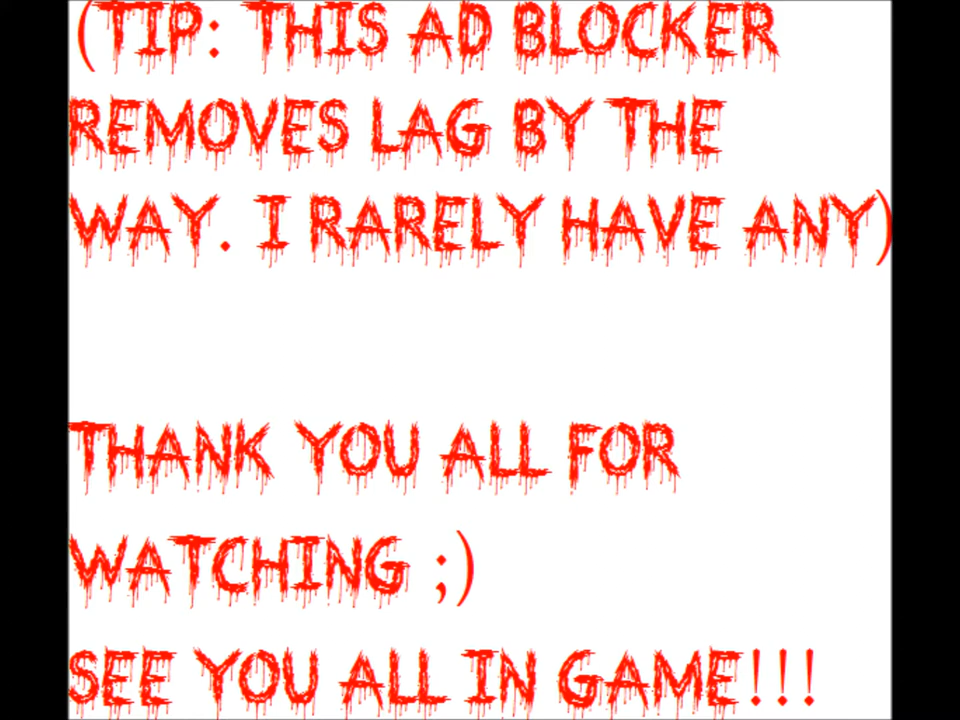 (TIP: THIS AD BLOCKER
REMOVES LAG BY THE
WAY. I RARELY HAVE ANY)
THANK YOU ALL FOR
WATCHING ;)
SEE YOU ALL IN GAME!!!